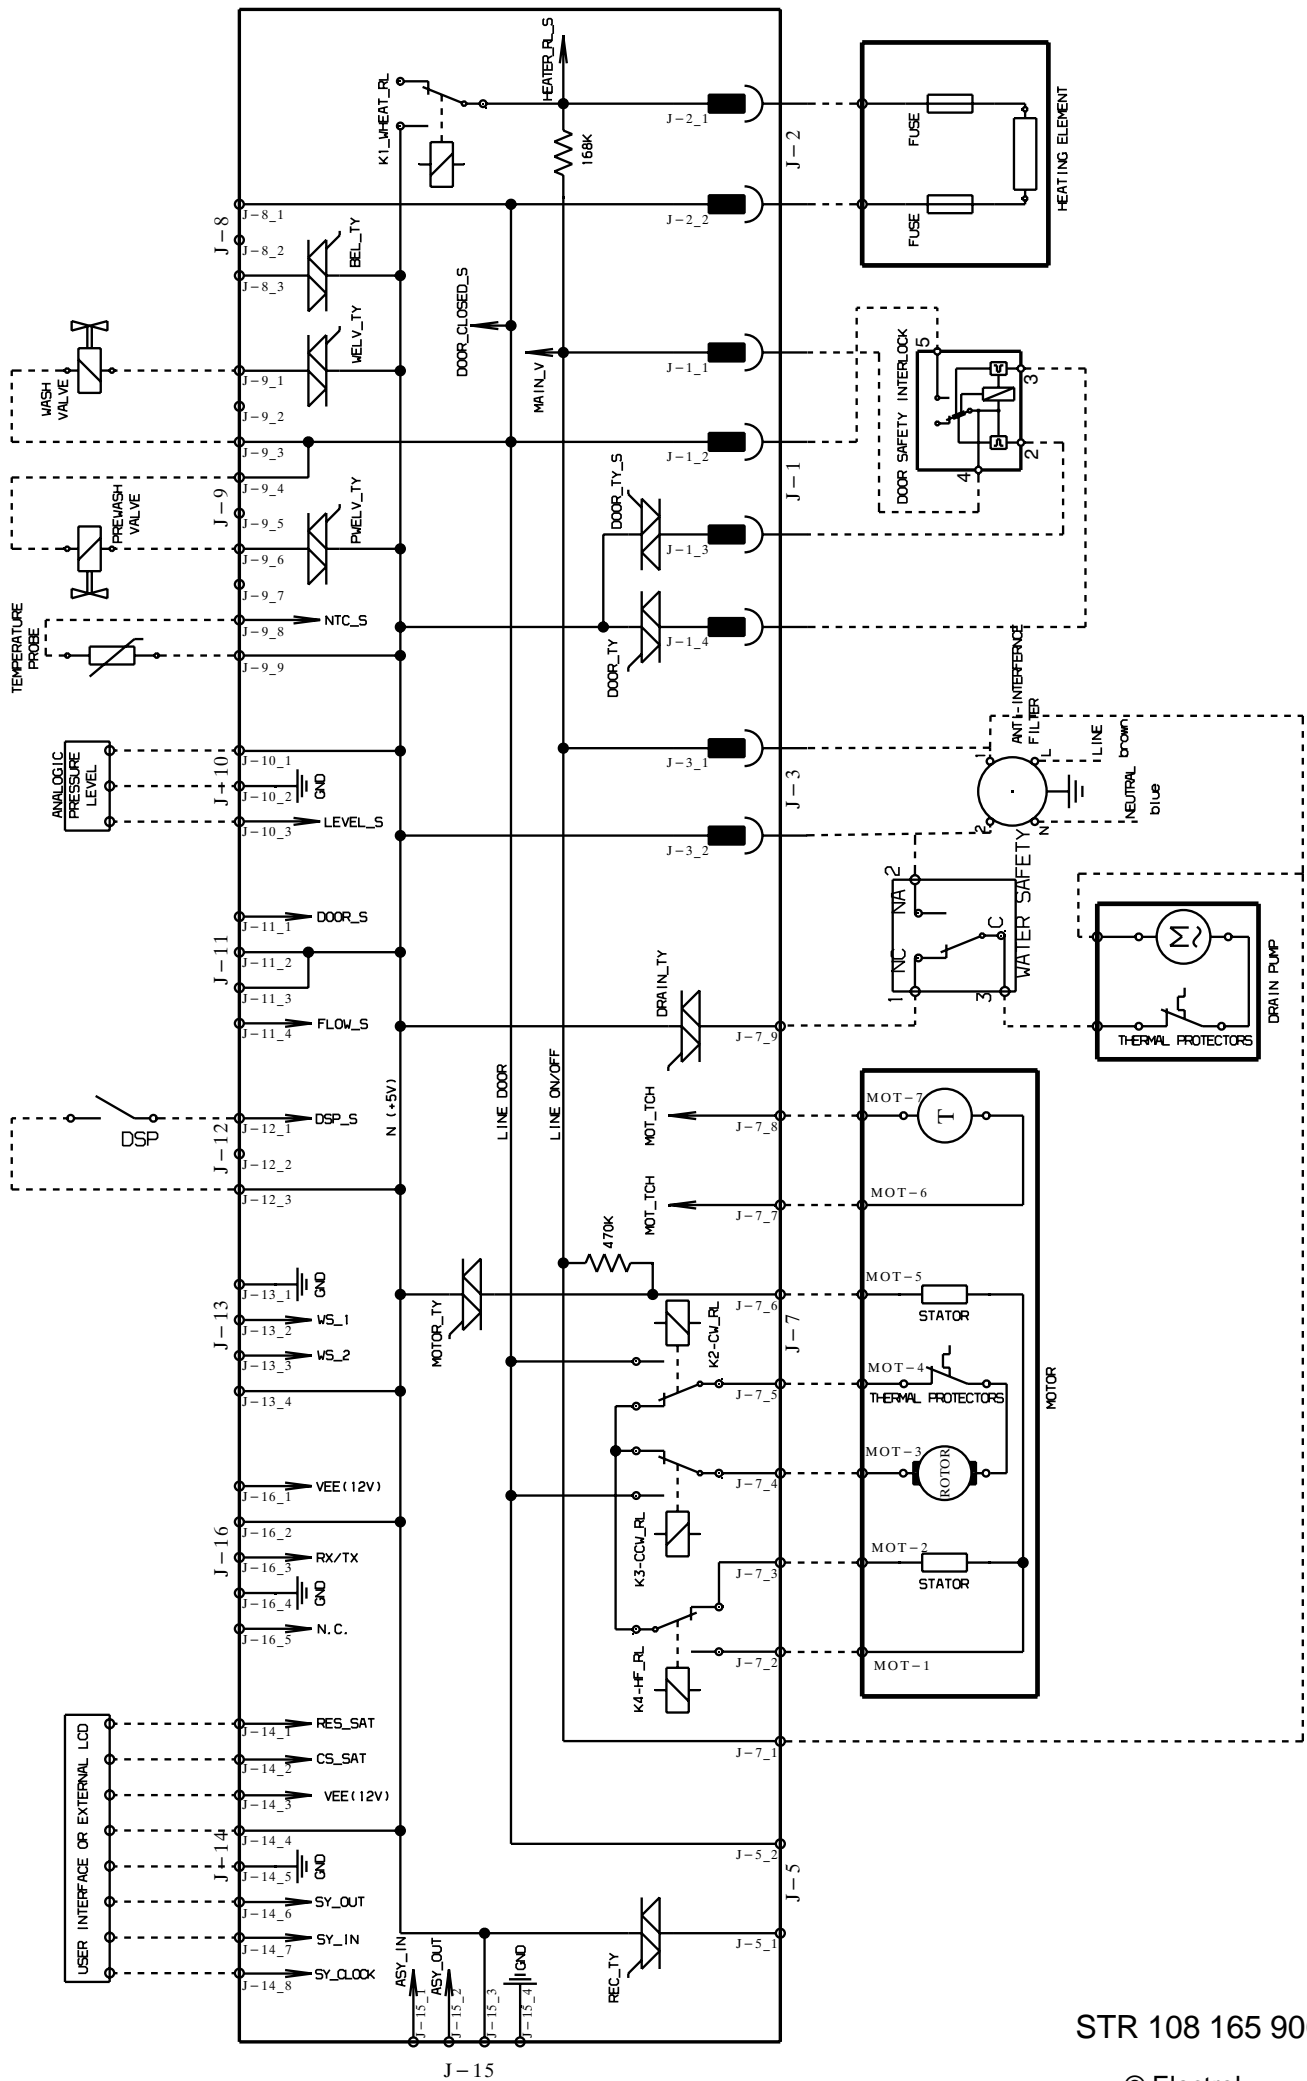 HEATER_RL_S
K1_WHEAT_RL
168K
J-2_1
J-2
J-2_2
FUSE
FUSE
HEATING ELEMENT
J-8
J-8_1
J-8_2
J-8_3
BEL_TY
WELV_TY
DOOR_CLOSED_S
MAIN_V
J-1_1
J-1_2
J-1
J-1_3
J-1_4
DOOR_TY_S
DOOR_TY
DOOR SAFETY INTERLOCK
5
3
4
2
WASH
VALVE
J-9_1
J-9_2
J-9_3
J-9_4
J-9
J-9_5
J-9_6
J-9_7
J-9_8
J-9_9
PREWASH
VALVE
PWELV_TY
NTC_S
TEMPERATURE
PROBE
ANTI-INTERFERNCE
FILTER
1
L
LINE
brown
NEUTRAL
blue
2
N
J-3_1
J-3
J-3_2
ANALOGIC
PRESSURE
LEVEL
J-10
J-10_1
J-10_2
GND
J-10_3
LEVEL_S
2
NA
NC
C
1
3
WATER SAFETY
M
THERMAL PROTECTORS
DRAIN PUMP
J-11
J-11_1
DOOR_S
J-11_2
J-11_3
J-11_4
FLOW_S
DRAIN_TY
J-7_9
N (+5V)
LINE DOOR
LINE ON/OFF
DSP
J-12
J-12_1
DSP_S
J-12_2
J-12_3
MOT_TCH
J-7_8
MOT_TCH
J-7_7
470K
MOT-7
T
MOT-6
MOT-5
STATOR
J-7_6
J-7
MOTOR_TY
K2-CW_RL
J-7_5
MOT-4
THERMAL PROTECTORS
MOTOR
J-13
J-13_1
GND
J-13_2
WS_1
J-13_3
WS_2
J-13_4
J-7_4
MOT-3
ROTOR
K3-CCW_RL
J-16
J-16_1
VEE(12V)
J-16_2
J-16_3
RX/TX
J-16_4
GND
J-16_5
N.C.
J-7_3
MOT-2
STATOR
K4-HF_RL
J-7_2
MOT-1
J-7_1
USER INTERFACE OR EXTERNAL LCD
J-14
J-14_1
RES_SAT
J-14_2
CS_SAT
J-14_3
VEE(12V)
J-14_4
J-14_5
GND
J-14_6
SY_OUT
J-14_7
SY_IN
J-14_8
SY_CLOCK
J-5_2
J-5
J-5_1
REC_TY
ASY_IN
J-15_1
ASY_OUT
J-15_2
J-15_3
GND
J-15_4
J-15
STR 108 165 90